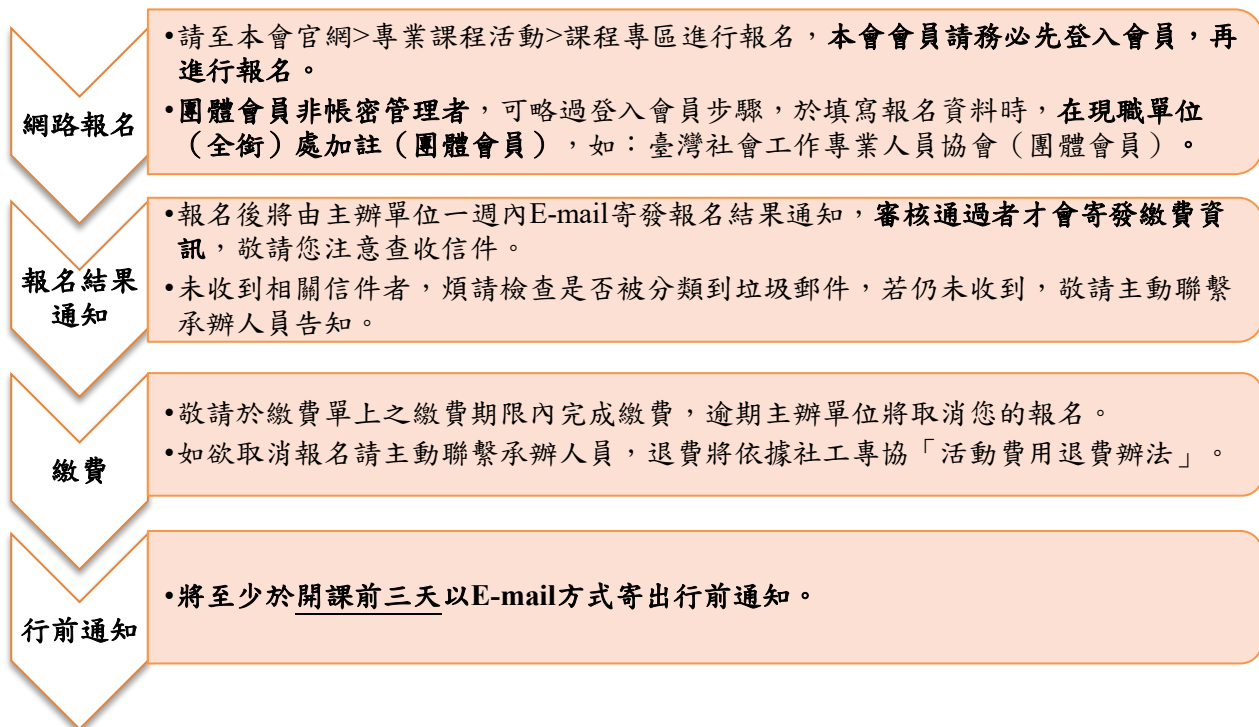 網路報名
•請至本會官網>專業課程活動>課程專區進行報名，本會會員請務必先登入會員，再
進行報名。
•團體會員非帳密管理者，可略過登入會員步驟，於填寫報名資料時，在現職單位
（全銜）處加註（團體會員），如：臺灣社會工作專業人員協會（團體會員）。
報名結果
通知
•報名後將由主辦單位一週內E-mail寄發報名結果通知，審核通過者才會寄發繳費資
訊，敬請您注意查收信件。
•未收到相關信件者，煩請檢查是否被分類到垃圾郵件，若仍未收到，敬請主動聯繫
承辦人員告知。
繳費
•敬請於繳費單上之繳費期限內完成繳費，逾期主辦單位將取消您的報名。
•如欲取消報名請主動聯繫承辦人員，退費將依據社工專協「活動費用退費辦法」。
行前通知
•將至少於開課前三天以E-mail方式寄出行前通知。